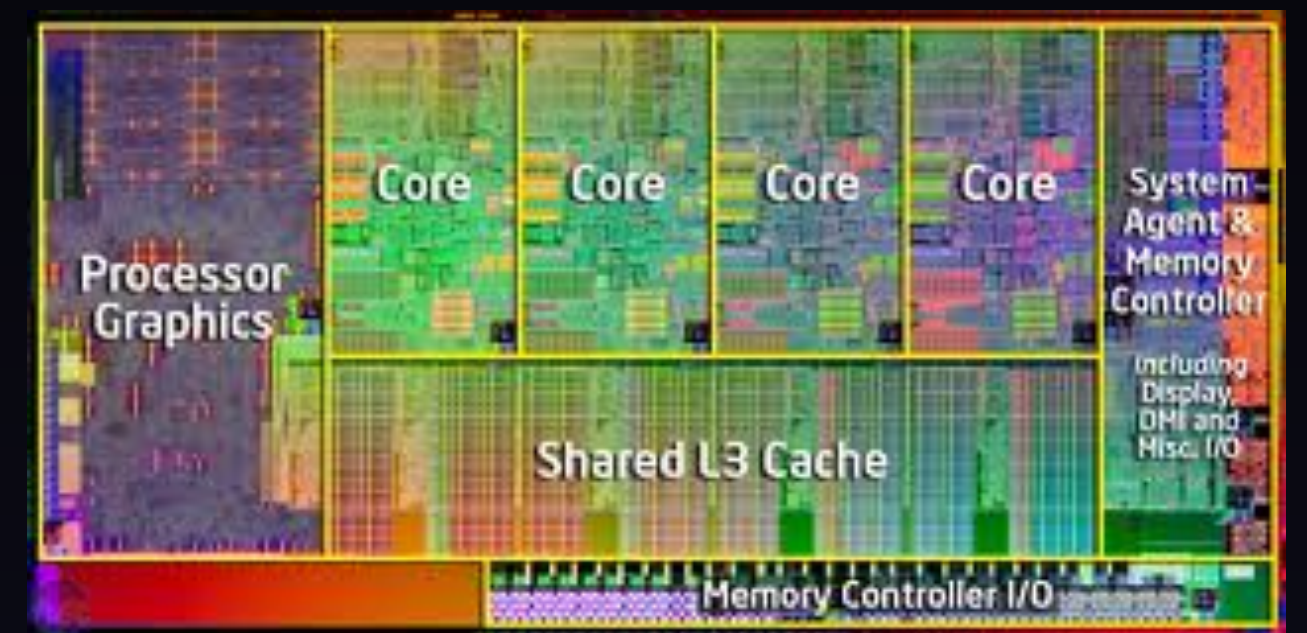 Processor
Graphics
Core
Core
Core
Core
System
Agent &
Memory
Controller
including
Display,
DMI and
Misc. I/O
Shared L3 Cache
Memory Controller I/O